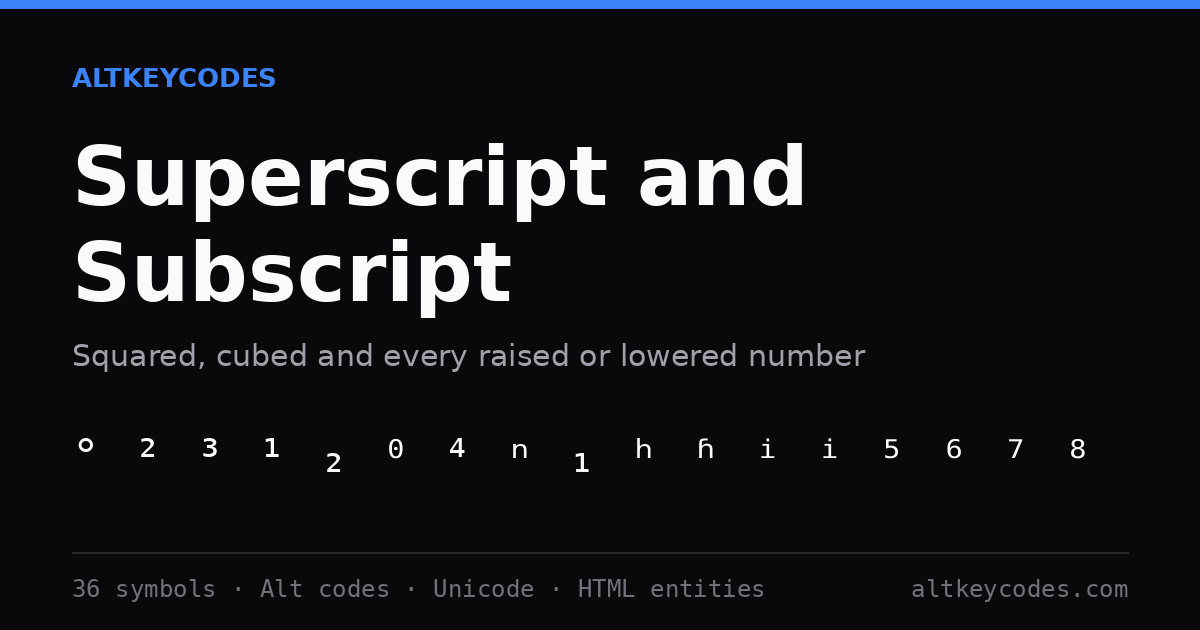 ALTKEYCODES
Superscript and
Subscript
Squared, cubed and every raised or lowered number
° ² ³ ¹ ₂ ⁰ ⁴ ⁿ ₁ ʰ ʱ ⁱ ⁱ ⁵ ⁶ ⁷ ⁸
36 symbols · Alt codes · Unicode · HTML entities
altkeycodes.com